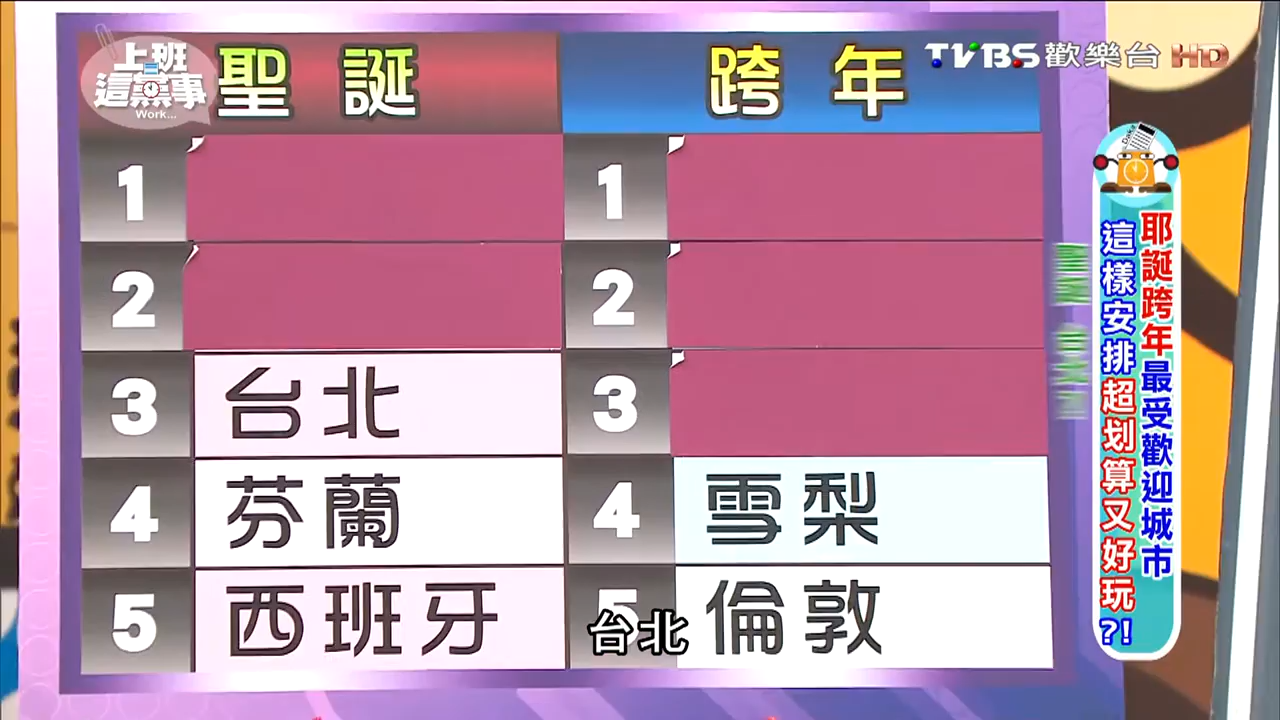 上班
這黨事
Work...
TVBS歡樂台 HD
聖誕 跨年
1 1
2 2
3 台北 3
4 芬蘭 4 雪梨
5 西班牙 5 倫敦
耶誕跨年最受歡迎城市
這樣安排超划算又好玩?!
台北